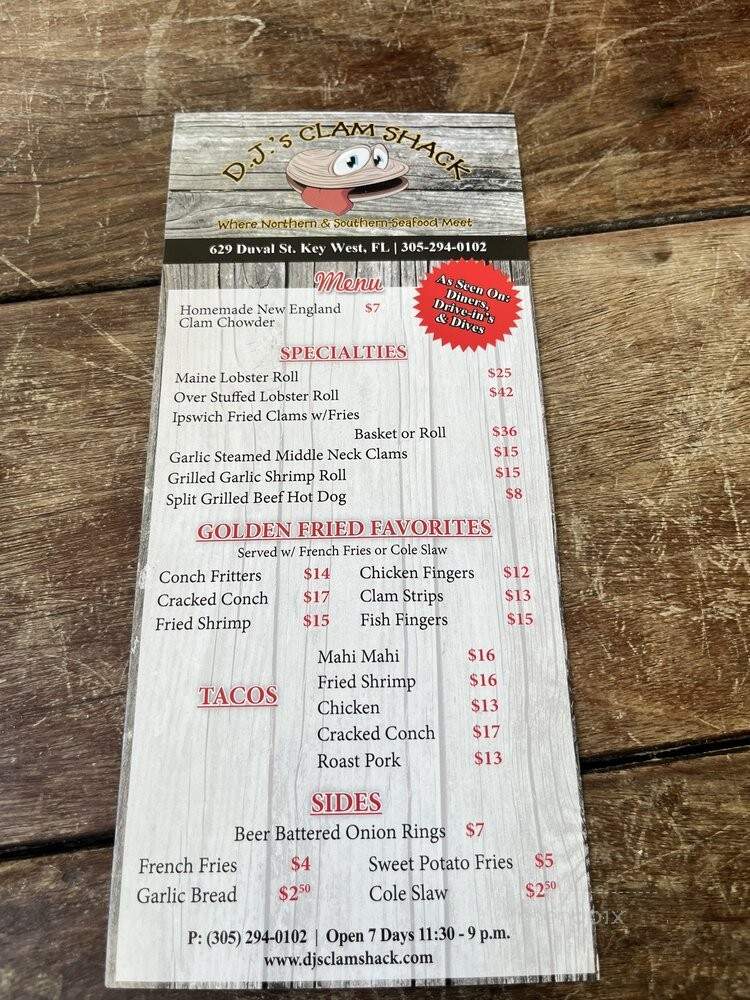 D.J.'s CLAM SHACK
Where Northern & Southern Seafood Meet
629 Duval St. Key West, FL | 305-294-0102
Menu
As Seen On:
Diners,
Drive-in's
& Dives
Homemade New England $7
Clam Chowder
SPECIALTIES
Maine Lobster Roll $25
Over Stuffed Lobster Roll $42
Ipswich Fried Clams w/Fries
Basket or Roll $36
Garlic Steamed Middle Neck Clams $15
Grilled Garlic Shrimp Roll $15
Split Grilled Beef Hot Dog $8
GOLDEN FRIED FAVORITES
Served w/ French Fries or Cole Slaw
Conch Fritters $14 Chicken Fingers $12
Cracked Conch $17 Clam Strips $13
Fried Shrimp $15 Fish Fingers $15
TACOS
Mahi Mahi $16
Fried Shrimp $16
Chicken $13
Cracked Conch $17
Roast Pork $13
SIDES
Beer Battered Onion Rings $7
French Fries $4 Sweet Potato Fries $5
Garlic Bread $2⁵⁰ Cole Slaw $2⁵⁰
P: (305) 294-0102 | Open 7 Days 11:30 - 9 p.m.
www.djsclamshack.com